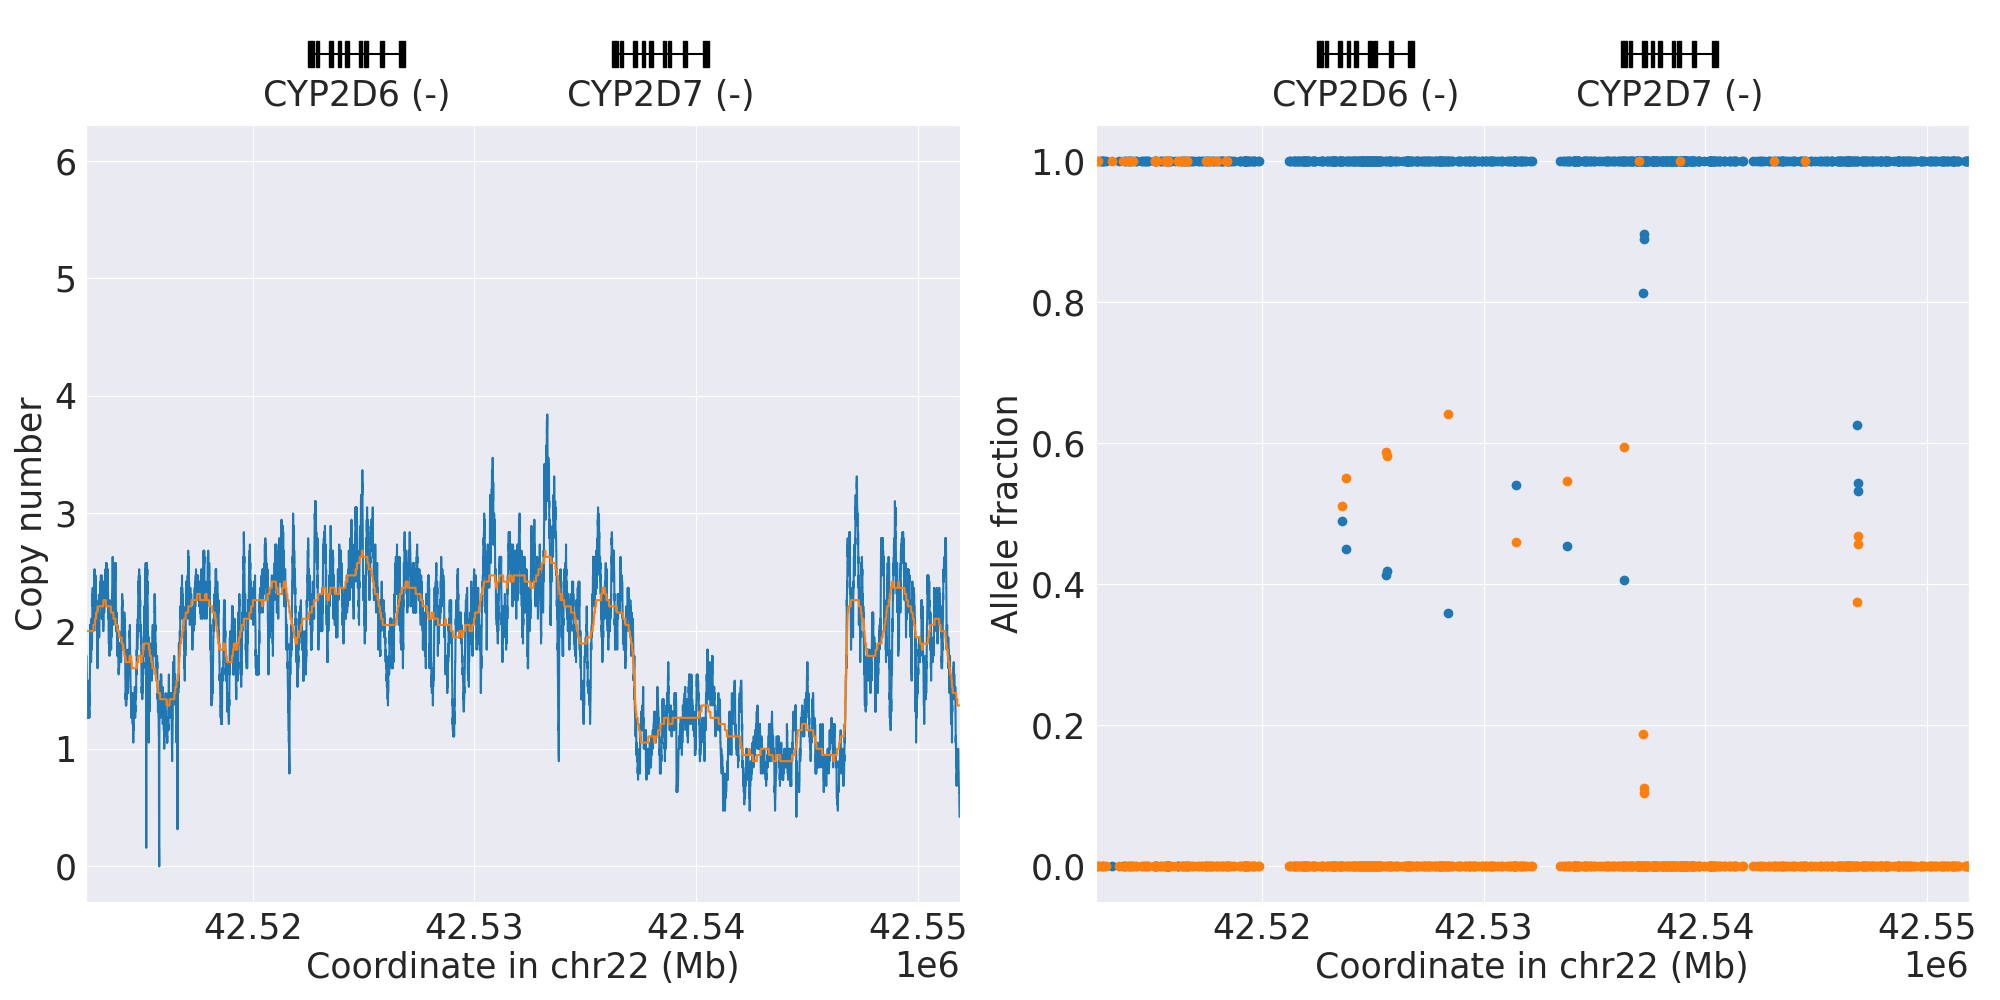 CYP2D6 (-) CYP2D7 (-)
6
5
4
3
2
1
0
Copy number
42.52 42.53 42.54 42.55
Coordinate in chr22 (Mb) 1e6
CYP2D6 (-) CYP2D7 (-)
1.0
0.8
0.6
0.4
0.2
0.0
Allele fraction
42.52 42.53 42.54 42.55
Coordinate in chr22 (Mb) 1e6